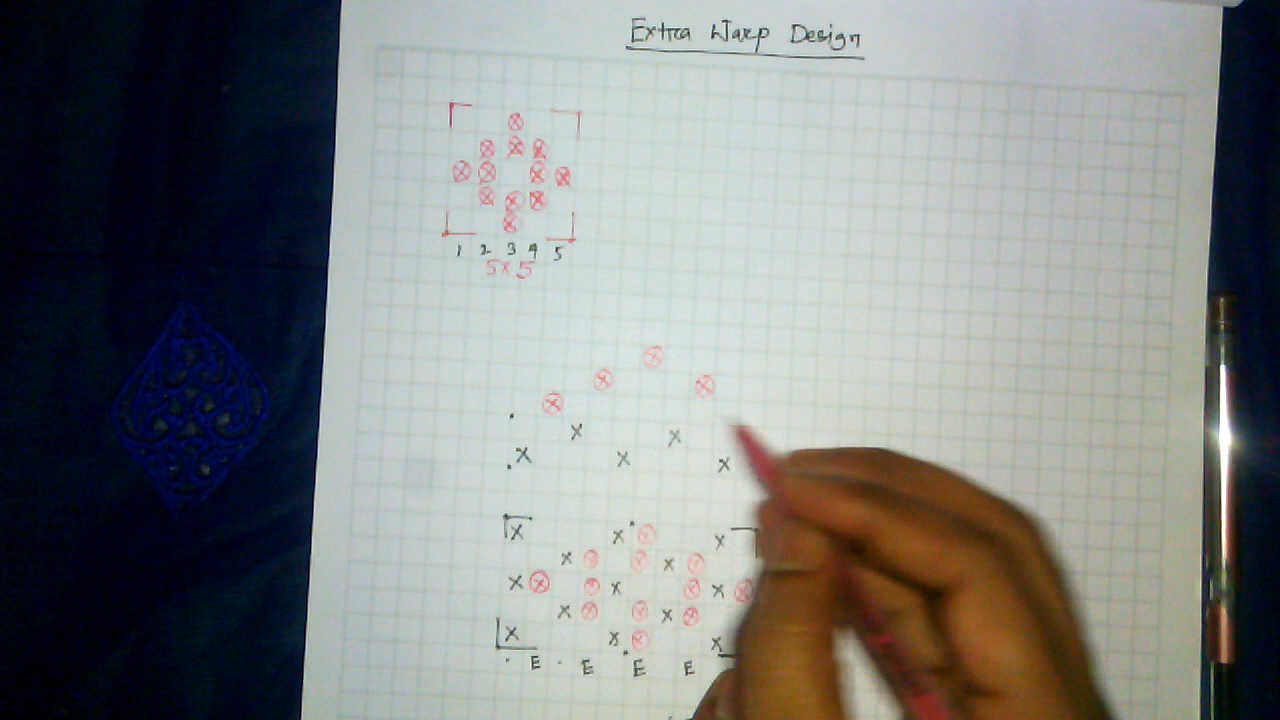 Extra Warp Design
1 2 3 4 5
5x5
X X
X X X
X X X
X X
X X X
X X
X X X
E E E E